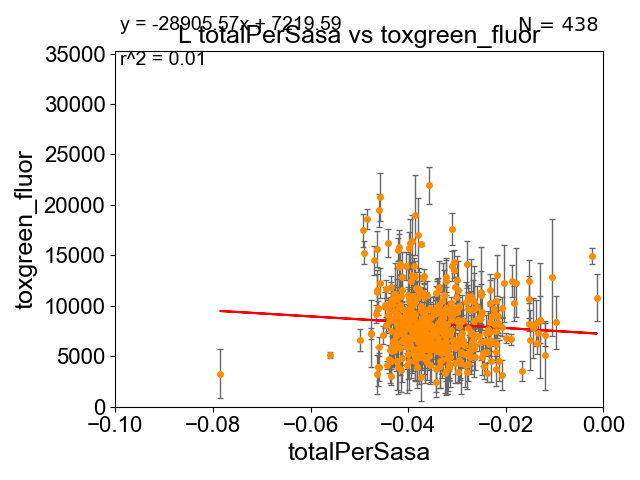 y = -28905.57x + 7219.59
N = 438
L totalPerSasa vs toxgreen_fluor
r^2 = 0.01
35000
30000
25000
20000
15000
10000
5000
0
toxgreen_fluor
−0.10
−0.08
−0.06
−0.04
−0.02
0.00
totalPerSasa